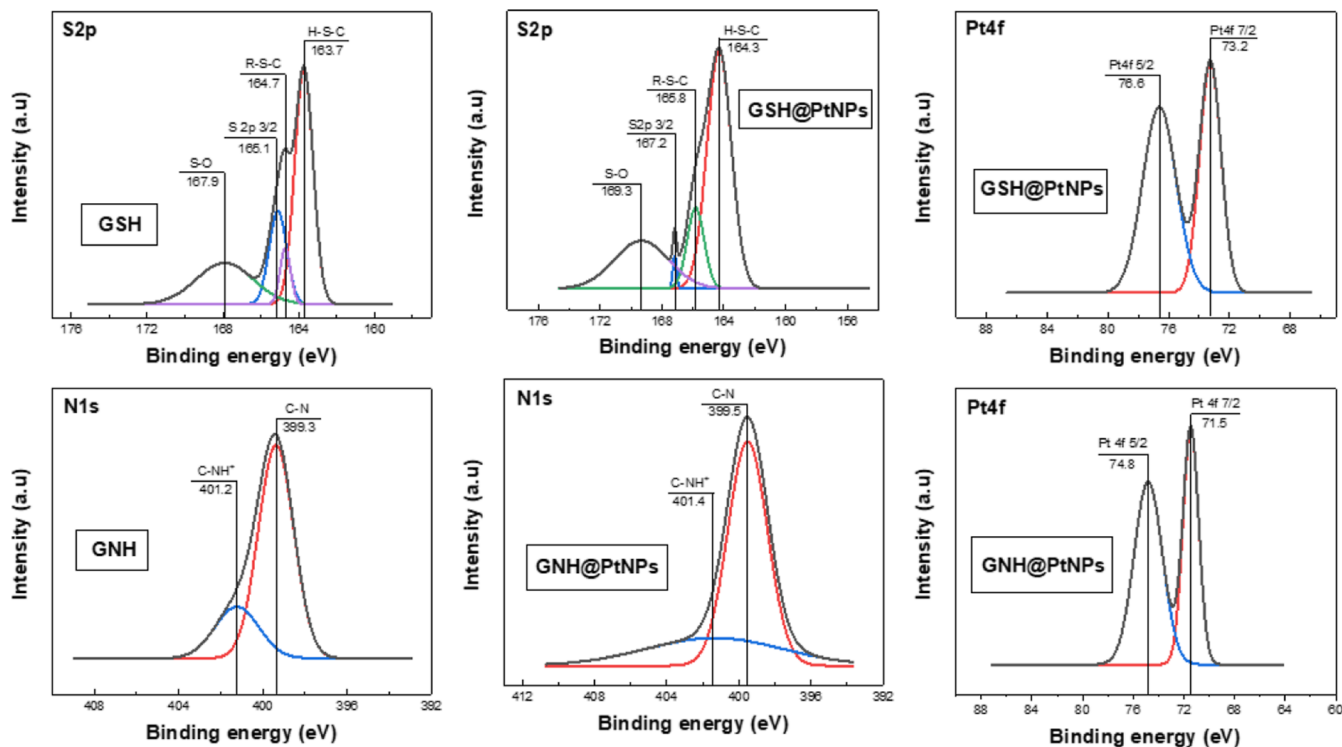 S2p
H-S-C
163.7
R-S-C
164.7
S 2p 3/2
165.1
S-O
167.9
GSH
Intensity (a.u)
176 172 168 164 160
Binding energy (eV)
S2p
H-S-C
164.3
R-S-C
165.8
GSH@PtNPs
S2p 3/2
167.2
S-O
169.3
Intensity (a.u)
176 172 168 164 160 156
Binding energy (eV)
Pt4f
Pt4f 7/2
73.2
Pt4f 5/2
76.6
GSH@PtNPs
Intensity (a.u)
88 84 80 76 72 68
Binding energy (eV)
N1s
C-N
399.3
C-NH⁺
401.2
GNH
Intensity (a.u)
408 404 400 396 392
Binding energy (eV)
N1s
C-N
399.5
C-NH⁺
401.4
GNH@PtNPs
Intensity (a.u)
412 408 404 400 396 392
Binding energy (eV)
Pt4f
Pt 4f 7/2
71.5
Pt 4f 5/2
74.8
GNH@PtNPs
Intensity (a.u)
88 84 80 76 72 68 64 60
Binding energy (eV)